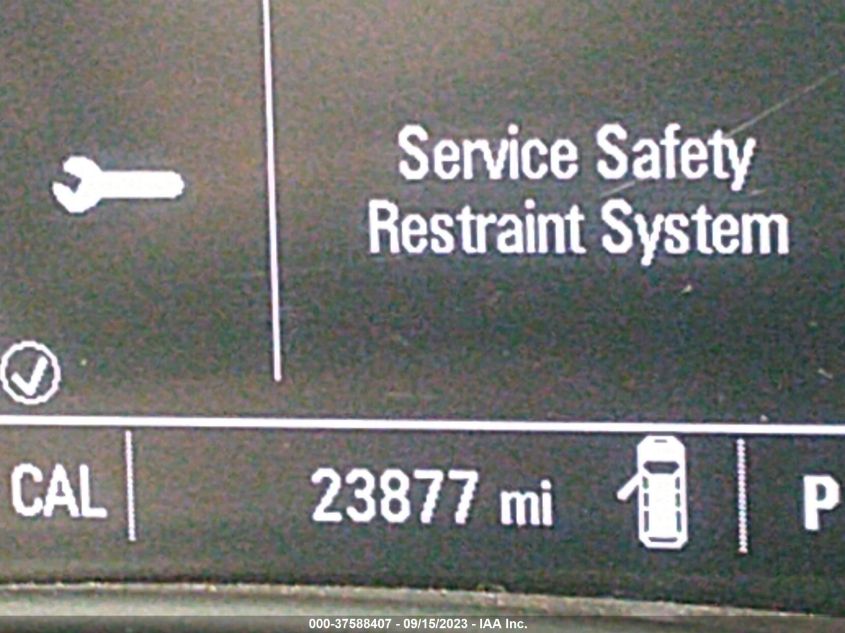 Service Safety
Restraint System
CAL 23877 mi P
000-37588407 - 09/15/2023 - IAA Inc.